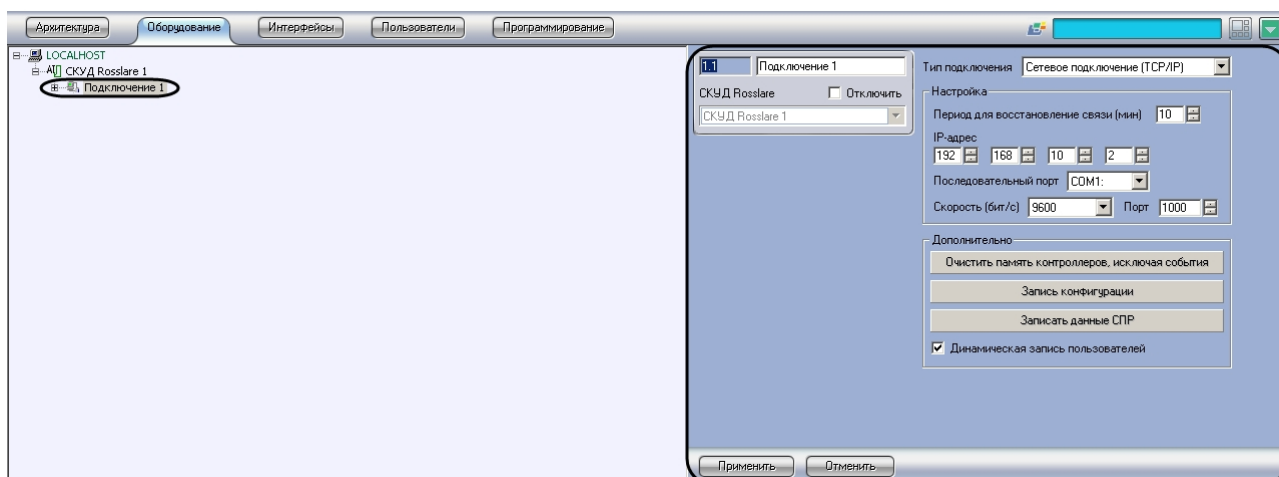 Архитектура Оборудование Интерфейсы Пользователи Программирование
LOCALHOST
СКУД Rosslare 1
Подключение 1
1.1 Подключение 1
СКУД Rosslare Отключить
СКУД Rosslare 1
Тип подключения Сетевое подключение (TCP/IP)
Настройка
Период для восстановление связи (мин) 10
IP-адрес
192 168 10 2
Последовательный порт COM1:
Скорость (бит/с) 9600 Порт 1000
Дополнительно
Очистить память контроллеров, исключая события
Запись конфигурации
Записать данные СПР
Динамическая запись пользователей
Применить Отменить